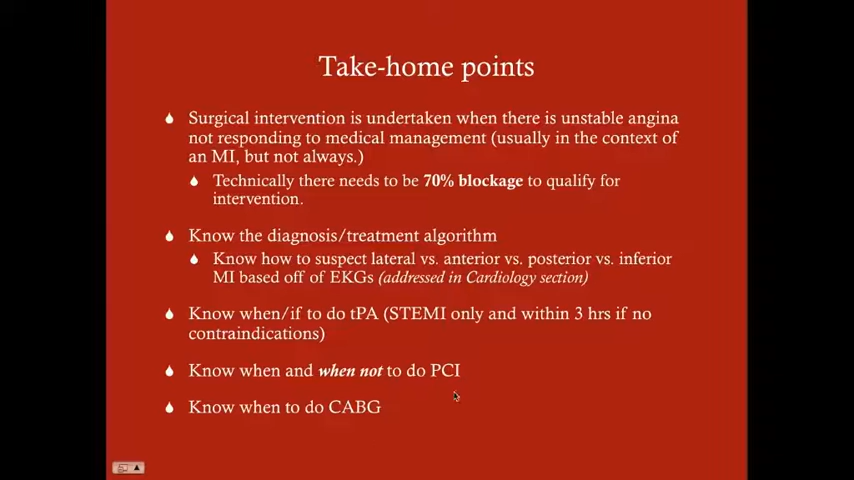 Take-home points
Surgical intervention is undertaken when there is unstable angina
not responding to medical management (usually in the context of
an MI, but not always.)
Technically there needs to be 70% blockage to qualify for
intervention.
Know the diagnosis/treatment algorithm
Know how to suspect lateral vs. anterior vs. posterior vs. inferior
MI based off of EKGs (addressed in Cardiology section)
Know when/if to do tPA (STEMI only and within 3 hrs if no
contraindications)
Know when and when not to do PCI
Know when to do CABG